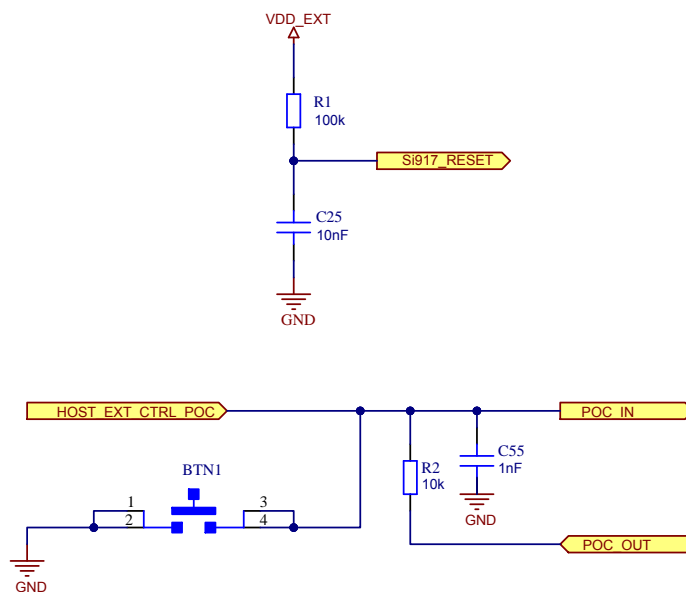 VDD_EXT
R1
100k
Si917_RESET
C25
10nF
GND
HOST_EXT_CTRL_POC
POC_IN
BTN1
R2
10k
C55
1nF
1
3
2
4
GND
POC_OUT
GND